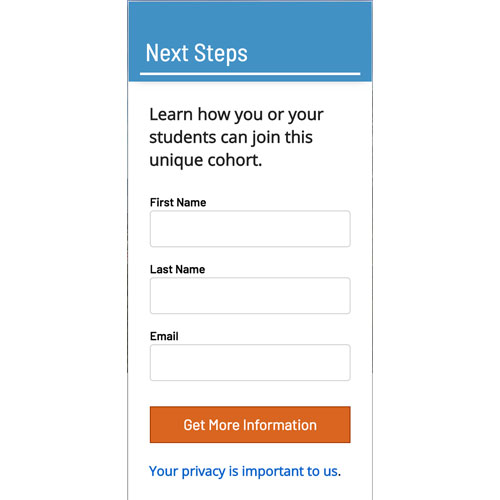 Next Steps
Learn how you or your
students can join this
unique cohort.
First Name
Last Name
Email
Get More Information
Your privacy is important to us.